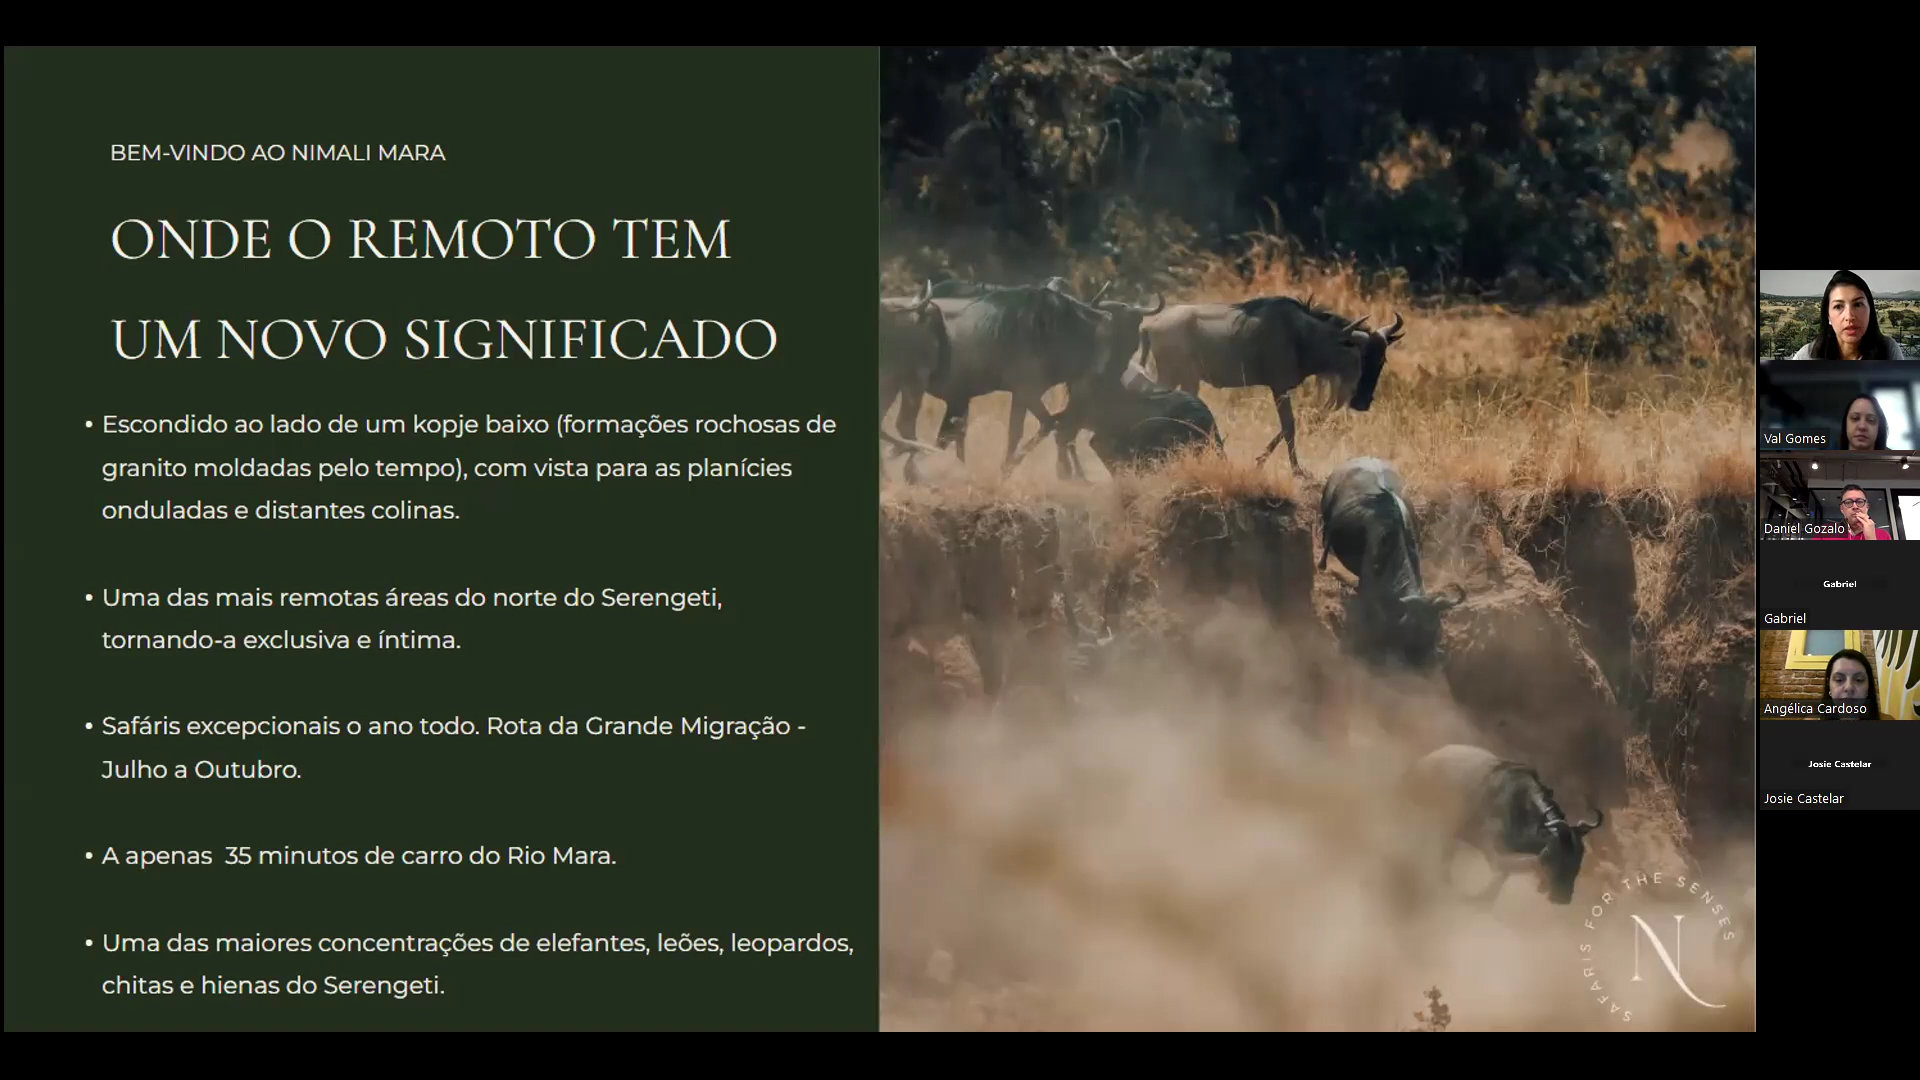 BEM-VINDO AO NIMALI MARA
ONDE O REMOTO TEM
UM NOVO SIGNIFICADO
• Escondido ao lado de um kopje baixo (formações rochosas de
granito moldadas pelo tempo), com vista para as planícies
onduladas e distantes colinas.
• Uma das mais remotas áreas do norte do Serengeti,
tornando-a exclusiva e íntima.
• Safáris excepcionais o ano todo. Rota da Grande Migração -
Julho a Outubro.
• A apenas 35 minutos de carro do Rio Mara.
• Uma das maiores concentrações de elefantes, leões, leopardos,
chitas e hienas do Serengeti.
SAFARIS FOR THE SENSES
N
Val Gomes
Daniel Gozalo
Gabriel
Gabriel
Angélica Cardoso
Josie Castelar
Josie Castelar